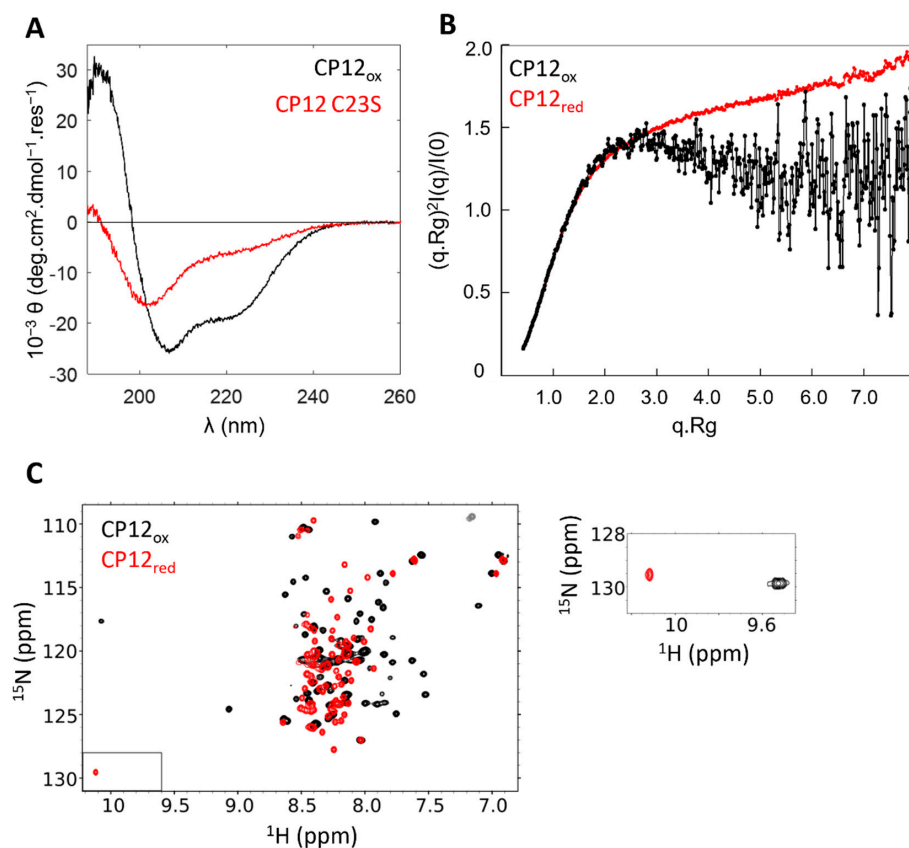 A
CP12ox
CP12 C23S
10⁻³ θ (deg.cm².dmol⁻¹.res⁻¹)
30
20
10
0
-10
-20
-30
200
220
240
260
λ (nm)
B
CP12ox
CP12red
(q.Rg)²I(q)/I(0)
2.0
1.5
1.0
0.5
0
1.0
2.0
3.0
4.0
5.0
6.0
7.0
q.Rg
C
CP12ox
CP12red
¹⁵N (ppm)
110
115
120
125
130
10
9.0
8.5
8.0
7.5
7.0
¹H (ppm)
¹⁵N (ppm)
128
130
10
9.6
¹H (ppm)